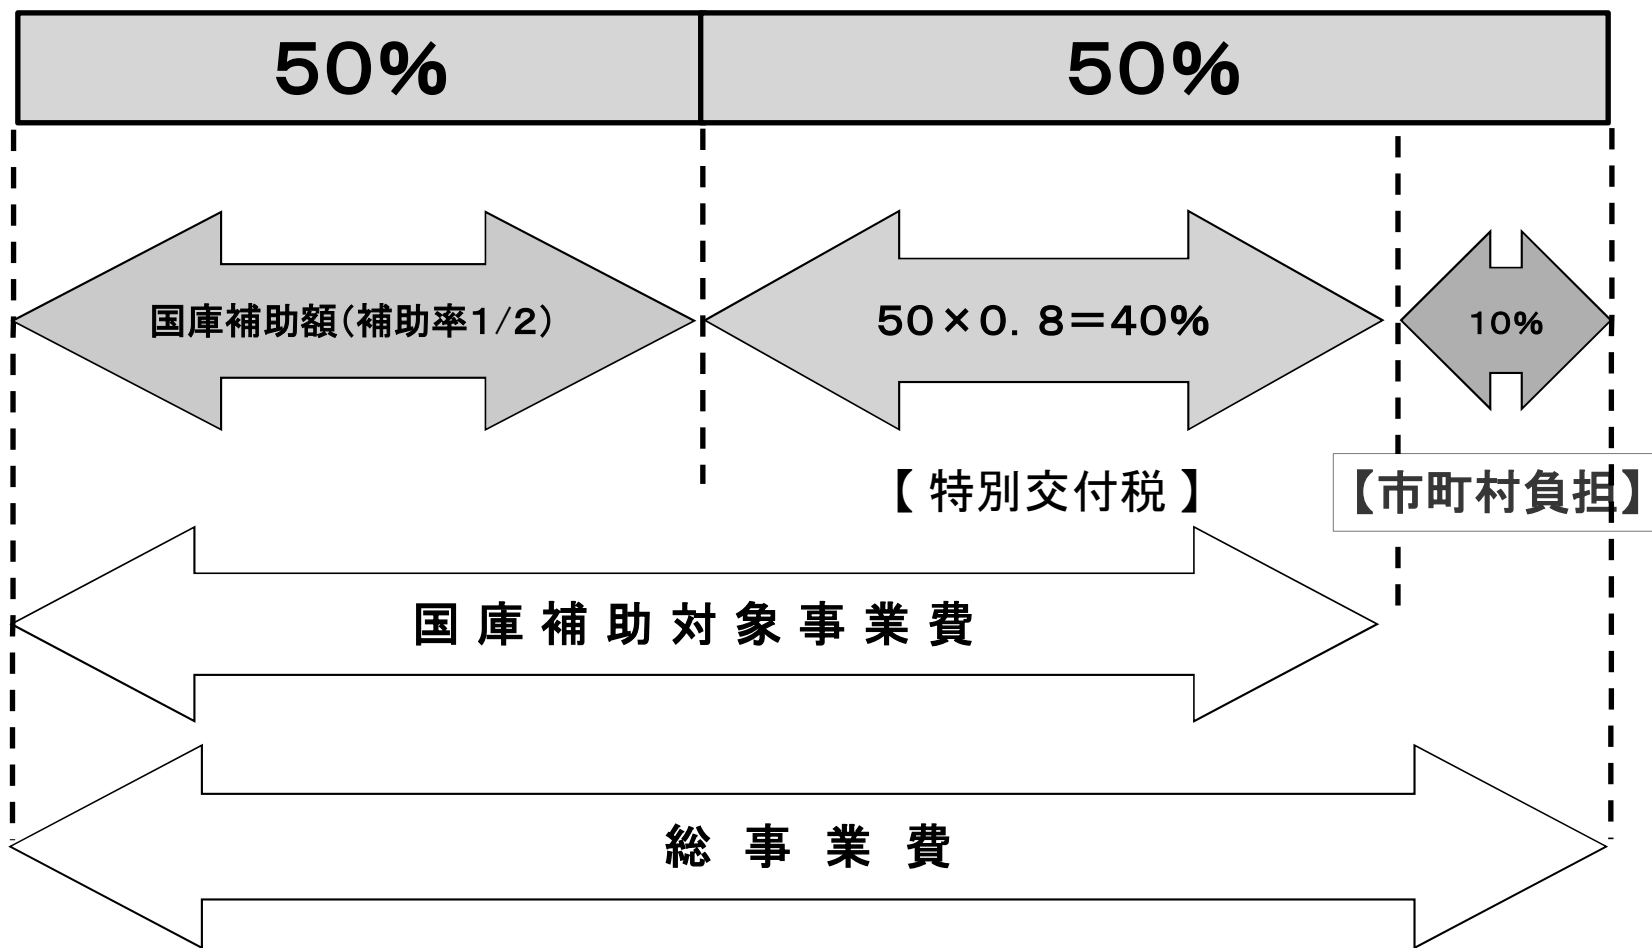 50%
50%
国庫補助額（補助率1/2）
50×0.8＝40%
10%
【 特別交付税 】
【市町村負担】
国庫補助対象事業費
総事業費